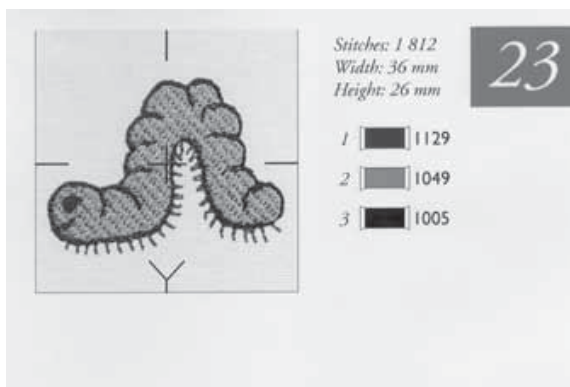 Stitches: 1 812
Width: 36 mm
Height: 26 mm
23
1 1129
2 1049
3 1005